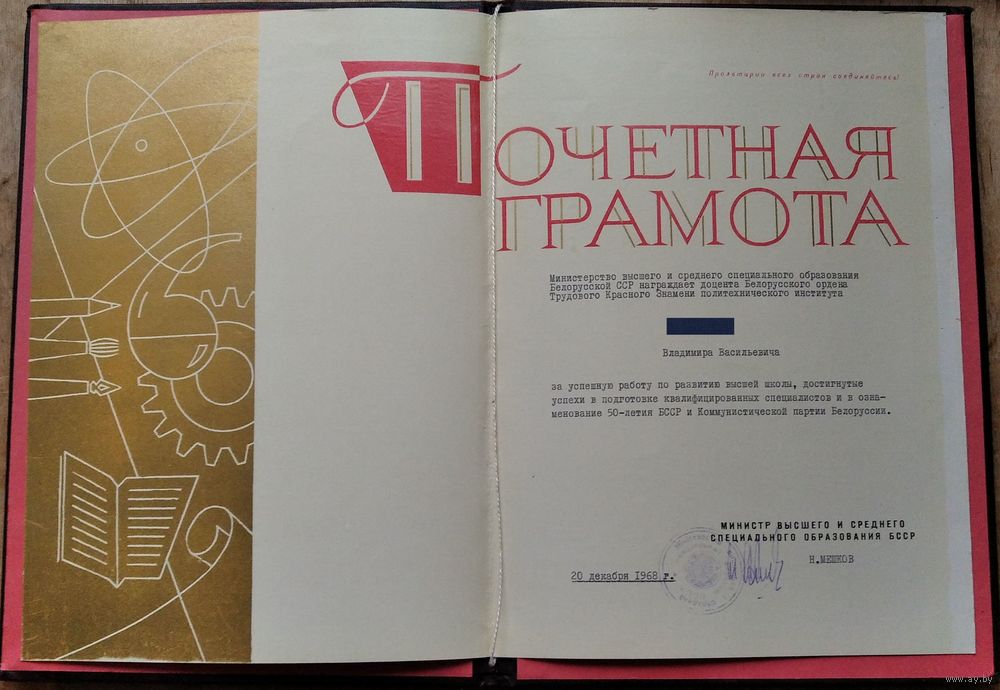 Пролетарии всех стран соединяйтесь!
ПОЧЕТНАЯ
ГРАМОТА
Министерство высшего и среднего специального образования
Белорусской ССР награждает доцента Белорусского ордена
Трудового Красного Знамени политехнического института
Владимира Васильевича
за успешную работу по развитию высшей школы, достигнутые
успехи в подготовке квалифицированных специалистов и в озна-
менование 50-летия БССР и Коммунистической партии Белоруссии.
МИНИСТР ВЫСШЕГО И СРЕДНЕГО
СПЕЦИАЛЬНОГО ОБРАЗОВАНИЯ БССР
Н.МЕШКОВ
20 декабря 1968 г.
www.ay.by